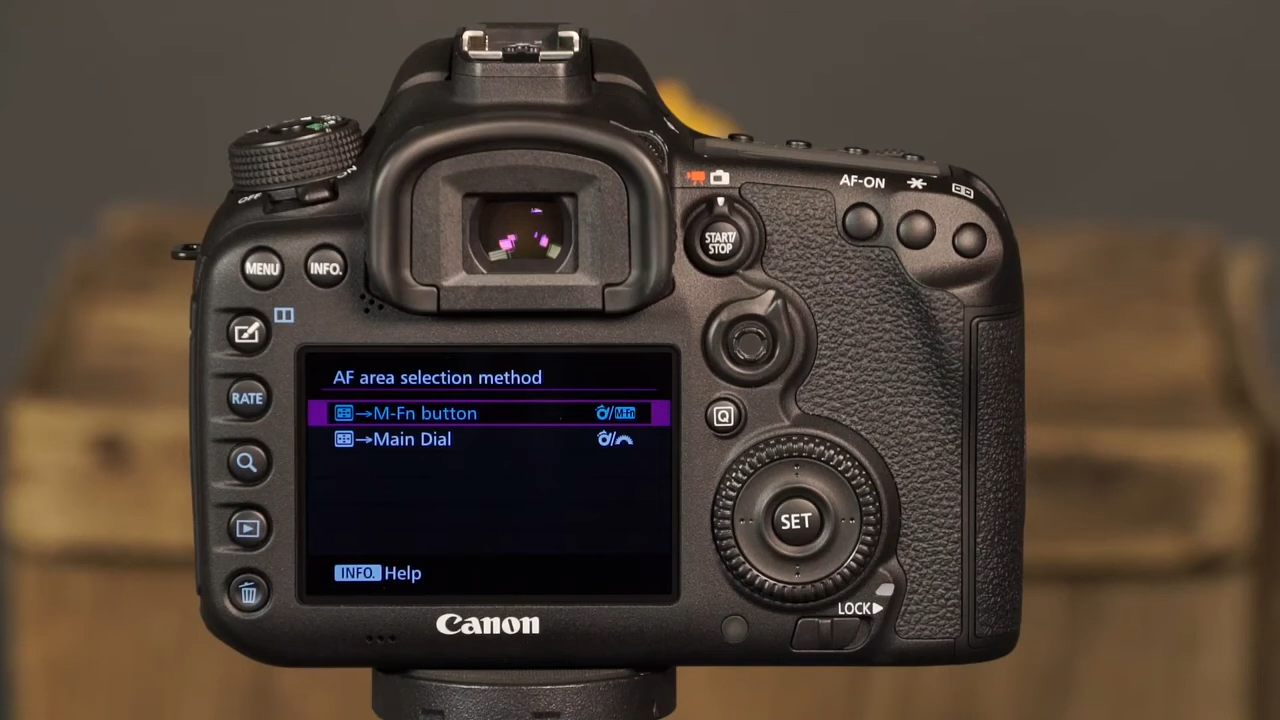 OFF
ON
AF-ON
MENU
INFO.
START/
STOP
RATE
Q
AF area selection method
→M-Fn button
/M-Fn
→Main Dial
SET
INFO. Help
LOCK▶
Canon